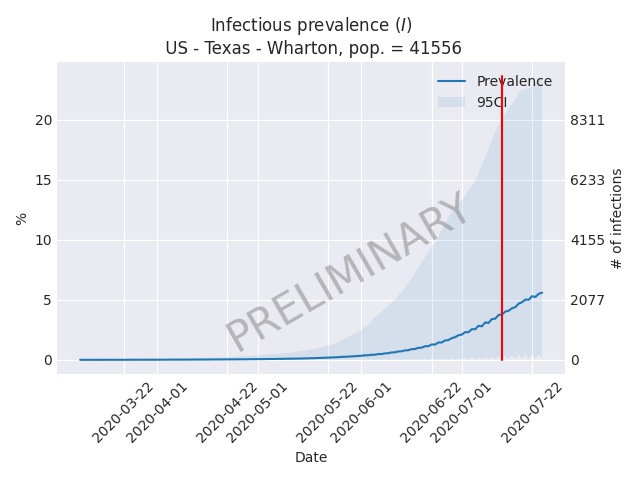 Infectious prevalence (I)
US - Texas - Wharton, pop. = 41556
Prevalence
95CI
20
15
10
5
0
%
8311
6233
4155
2077
0
# of infections
PRELIMINARY
2020-03-22
2020-04-01
2020-04-22
2020-05-01
2020-05-22
2020-06-01
2020-06-22
2020-07-01
2020-07-22
Date